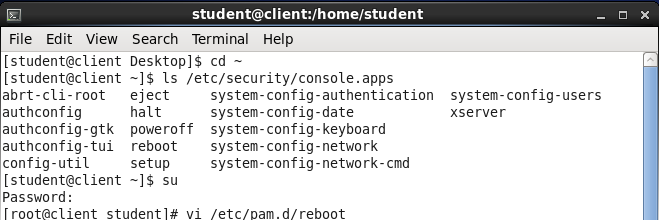 student@client:/home/student
File Edit View Search Terminal Help
[student@client Desktop]$ cd ~
[student@client ~]$ ls /etc/security/console.apps
abrt-cli-root eject system-config-authentication system-config-users
authconfig halt system-config-date xserver
authconfig-gtk poweroff system-config-keyboard
authconfig-tui reboot system-config-network
config-util setup system-config-network-cmd
[student@client ~]$ su
Password:
[root@client student]# vi /etc/pam.d/reboot